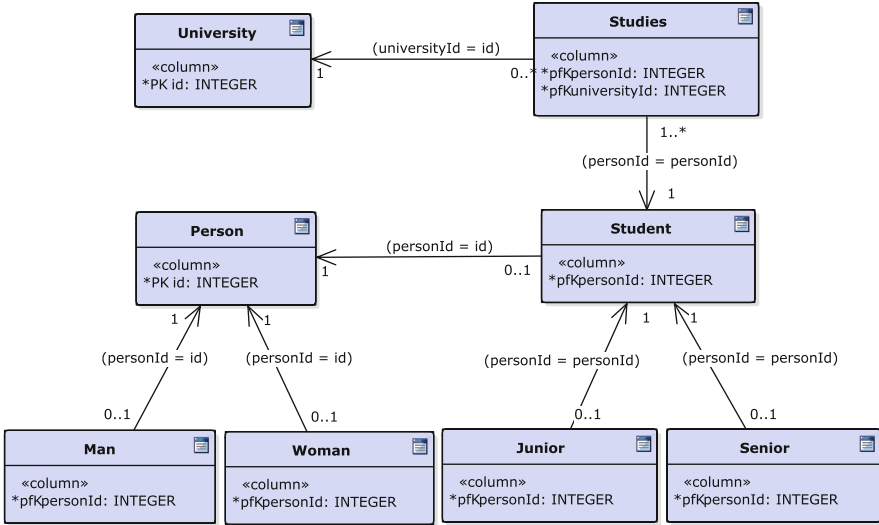 University
«column»
*PK id: INTEGER
(universityId = id)
1
0..*
Studies
«column»
*pfKpersonId: INTEGER
*pfKuniversityId: INTEGER
1..*
(personId = personId)
1
Person
«column»
*PK id: INTEGER
(personId = id)
1
0..1
Student
«column»
*pfKpersonId: INTEGER
1
1
1
1
(personId = id)
(personId = id)
(personId = personId)
(personId = personId)
0..1
0..1
0..1
0..1
Man
«column»
*pfKpersonId: INTEGER
Woman
«column»
*pfKpersonId: INTEGER
Junior
«column»
*pfKpersonId: INTEGER
Senior
«column»
*pfKpersonId: INTEGER